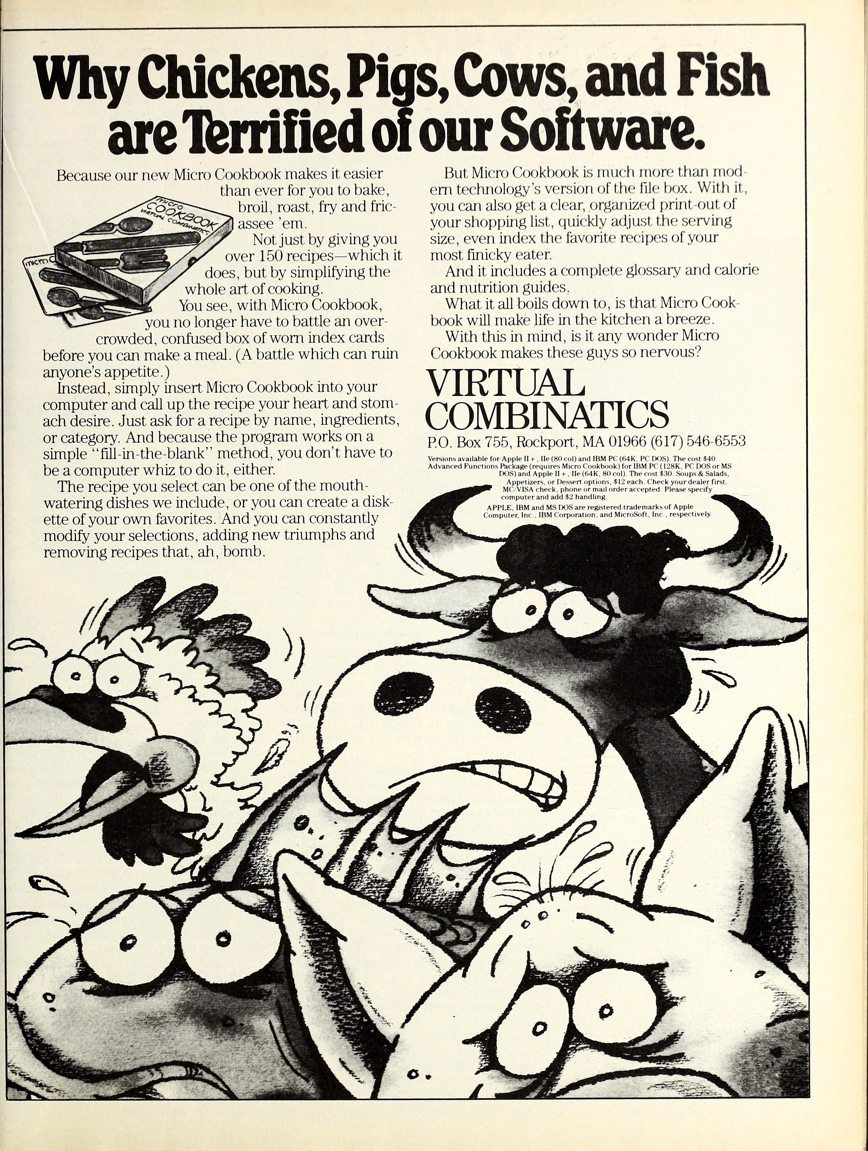 Why Chickens, Pigs, Cows, and Fish
are Terrified of our Software.
Because our new Micro Cookbook makes it easier
than ever for you to bake,
broil, roast, fry and fric-
assee 'em.
Not just by giving you
over 150 recipes—which it
does, but by simplifying the
whole art of cooking.
You see, with Micro Cookbook,
you no longer have to battle an over-
crowded, confused box of worn index cards
before you can make a meal. (A battle which can ruin
anyone's appetite.)
Instead, simply insert Micro Cookbook into your
computer and call up the recipe your heart and stom-
ach desire. Just ask for a recipe by name, ingredients,
or category. And because the program works on a
simple "fill-in-the-blank" method, you don't have to
be a computer whiz to do it, either.
The recipe you select can be one of the mouth-
watering dishes we include, or you can create a disk-
ette of your own favorites. And you can constantly
modify your selections, adding new triumphs and
removing recipes that, ah, bomb.
MICRO
COOKBOOK
VIRTUAL COMBINATICS
MICRO
But Micro Cookbook is much more than mod-
ern technology's version of the file box. With it,
you can also get a clear, organized print-out of
your shopping list, quickly adjust the serving
size, even index the favorite recipes of your
most finicky eater.
And it includes a complete glossary and calorie
and nutrition guides.
What it all boils down to, is that Micro Cook-
book will make life in the kitchen a breeze.
With this in mind, is it any wonder Micro
Cookbook makes these guys so nervous?
VIRTUAL
COMBINATICS
P.O. Box 755, Rockport, MA 01966 (617) 546-6553
Versions available for Apple II+, IIe (80 col) and IBM PC (64K, PC DOS). The cost $40.
Advanced Functions Package (requires Micro Cookbook) for IBM PC (128K, PC DOS or MS
DOS) and Apple II+, IIe (64K, 80 col). The cost $30. Soups & Salads,
Appetizers, or Dessert options, $12 each. Check your dealer first.
MC/VISA check, phone or mail order accepted. Please specify
computer and add $2 handling.
APPLE, IBM and MS DOS are registered trademarks of Apple
Computer, Inc., IBM Corporation, and MicroSoft, Inc., respectively.